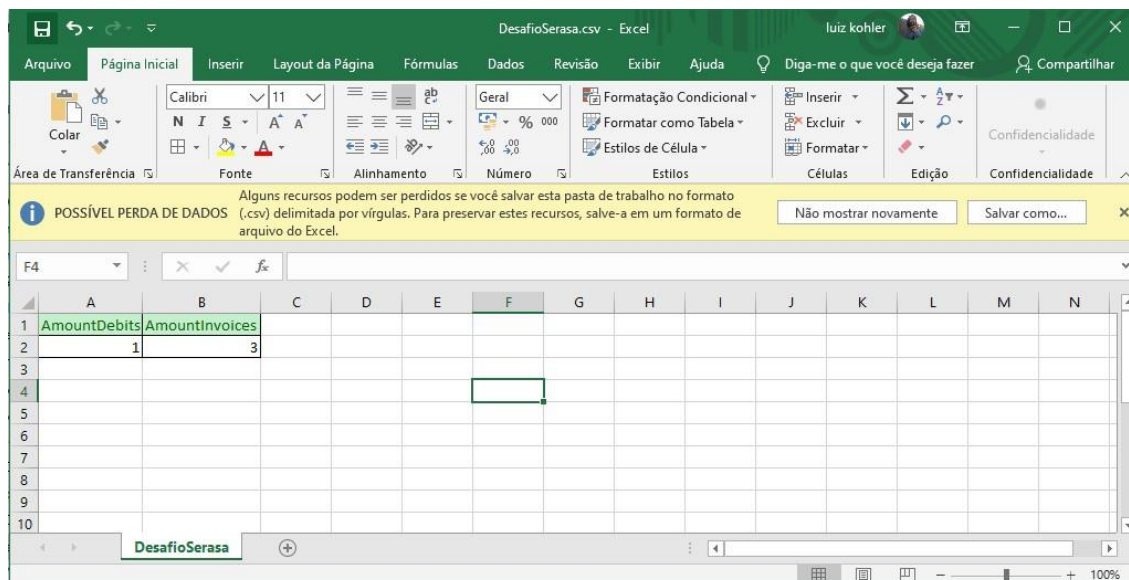 DesafioSerasa.csv - Excel
luiz kohler
Arquivo Página Inicial Inserir Layout da Página Fórmulas Dados Revisão Exibir Ajuda Diga-me o que você deseja fazer Compartilhar
Colar
Calibri 11
N I S A A
A
ab
Geral
% 000
Formatação Condicional
Formatar como Tabela
Estilos de Célula
Inserir
Excluir
Formatar
Confidencialidade
Área de Transferência Fonte Alinhamento Número Estilos Células Edição Confidencialidade
POSSÍVEL PERDA DE DADOS
Alguns recursos podem ser perdidos se você salvar esta pasta de trabalho no formato
(.csv) delimitada por vírgulas. Para preservar estes recursos, salve-a em um formato de
arquivo do Excel.
Não mostrar novamente
Salvar como...
F4 fx
A B C D E F G H I J K L M N
1 AmountDebits AmountInvoices
2 1 3
3
4
5
6
7
8
9
10
DesafioSerasa
100%